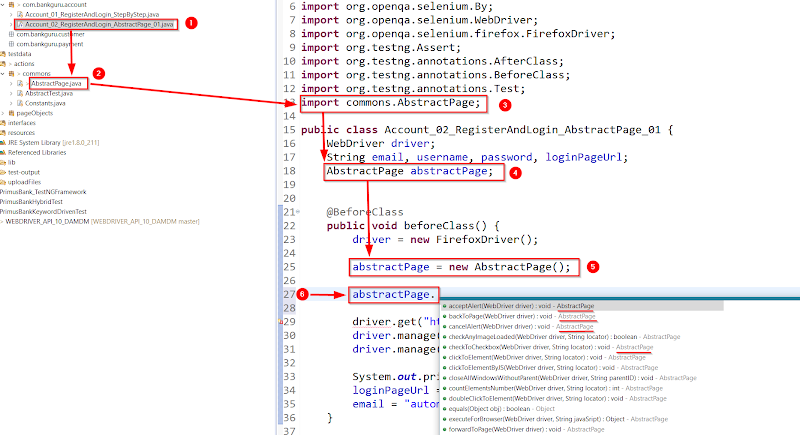 com.bankguru.account
Account_01_RegisterAndLogin_StepByStep.java
Account_02_RegisterAndLogin_AbstractPage_01.java
com.bankguru.customer
com.bankguru.payment
testdata
actions
commons
AbstractPage.java
AbstractTest.java
Constants.java
pageObjects
interfaces
resources
JRE System Library [jre1.8.0_211]
Referenced Libraries
lib
test-output
uploadFiles
PrimusBank_TestNGFramework
PrimusBankHybridTest
PrimusBankKeywordDrivenTest
> WEBDRIVER_API_10_DAMDM [WEBDRIVER_API_10_DAMDM master]
1
2
6 import org.openqa.selenium.By;
7 import org.openqa.selenium.WebDriver;
8 import org.openqa.selenium.firefox.FirefoxDriver;
9 import org.testng.Assert;
10 import org.testng.annotations.AfterClass;
11 import org.testng.annotations.BeforeClass;
12 import org.testng.annotations.Test;
13 import commons.AbstractPage; 3
14
15 public class Account_02_RegisterAndLogin_AbstractPage_01 {
16 WebDriver driver;
17 String email, username, password, loginPageUrl;
18 AbstractPage abstractPage; 4
19
20
21 @BeforeClass
22 public void beforeClass() {
23 driver = new FirefoxDriver();
24
25 abstractPage = new AbstractPage(); 5
26
6 27 abstractPage.
28
29 driver.get("ht
30 driver.manage(
31 driver.manage(
32
33 System.out.pri
34 loginPageUrl =
35 email = "autom
36 }
37
acceptAlert(WebDriver driver) : void - AbstractPage
backToPage(WebDriver driver) : void - AbstractPage
cancelAlert(WebDriver driver) : void - AbstractPage
checkAnyImageLoaded(WebDriver driver, String locator) : boolean - AbstractPage
checkToCheckbox(WebDriver driver, String locator) : void - AbstractPage
clickToElement(WebDriver driver, String locator) : void - AbstractPage
clickToElementByJS(WebDriver driver, String locator) : void - AbstractPage
closeAllWindowsWithoutParent(WebDriver driver, String parentID) : void - AbstractPage
countElementsNumber(WebDriver driver, String locator) : int - AbstractPage
doubleClickToElement(WebDriver driver, String locator) : void - AbstractPage
equals(Object obj) : boolean - Object
executeForBrowser(WebDriver driver, String javaSript) : Object - AbstractPage
forwardToPage(WebDriver driver) : void - AbstractPage